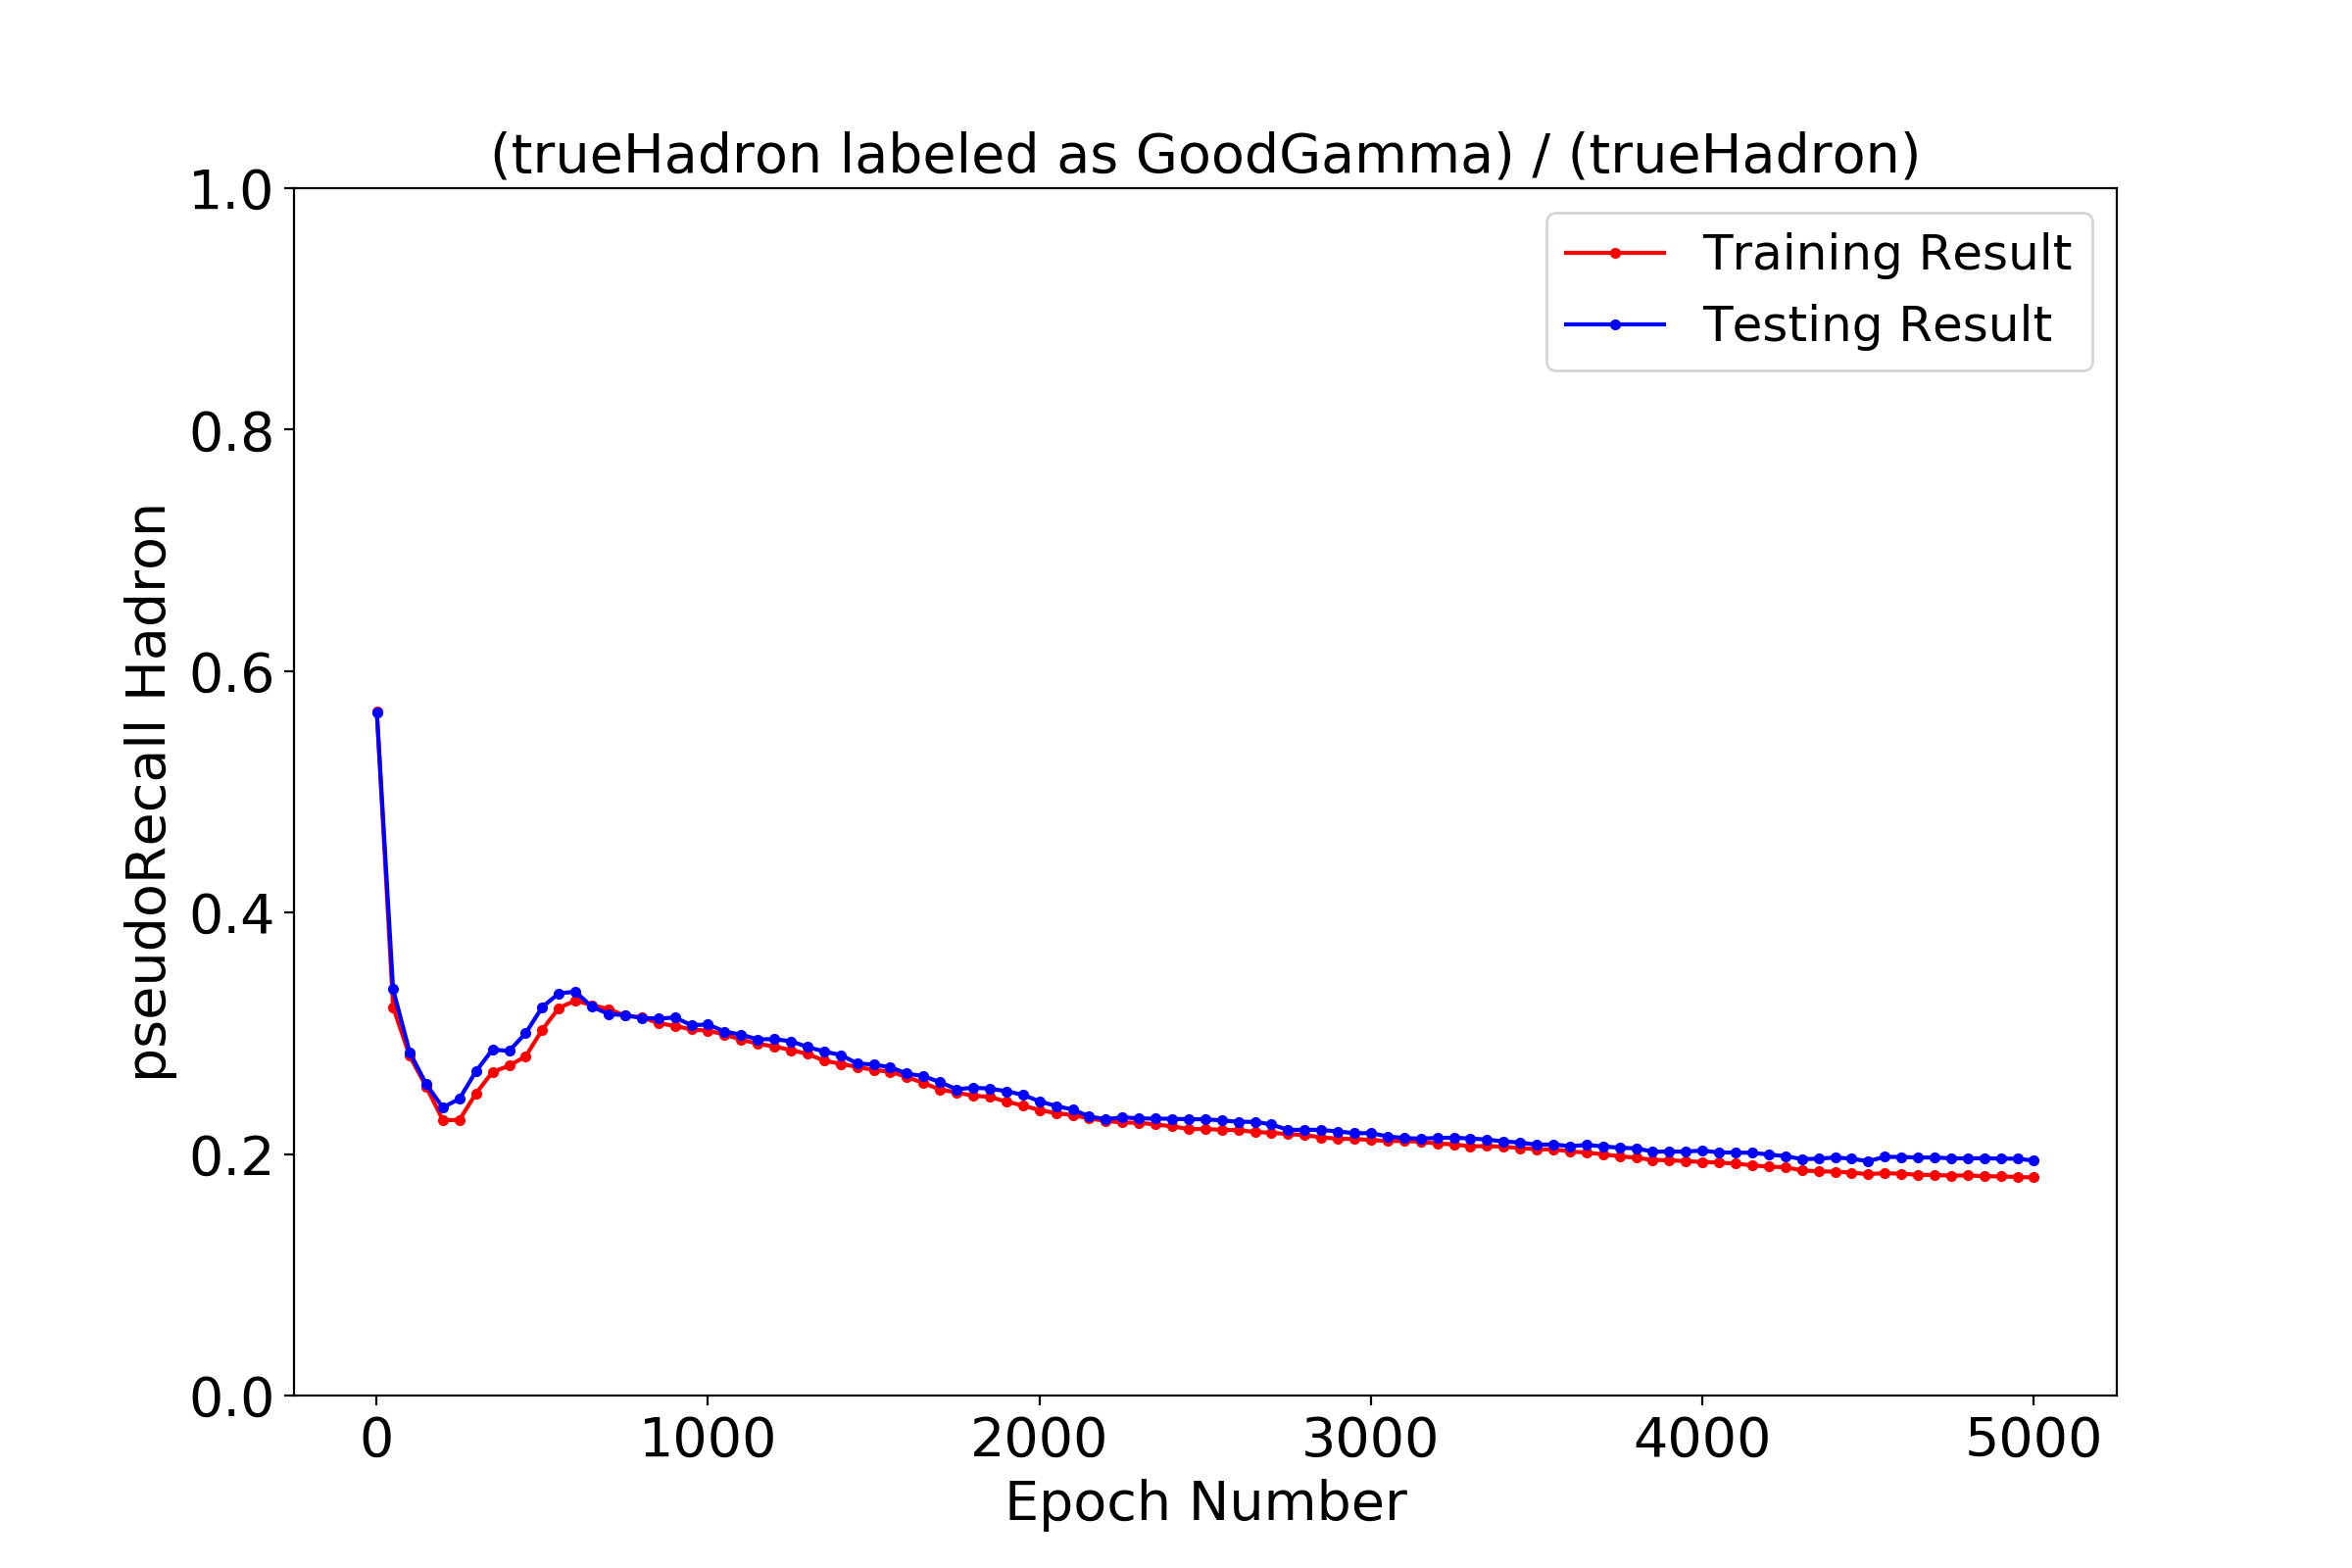 (trueHadron labeled as GoodGamma) / (trueHadron)
Training Result
Testing Result
pseudoRecall Hadron
1.0
0.8
0.6
0.4
0.2
0.0
0 1000 2000 3000 4000 5000
Epoch Number